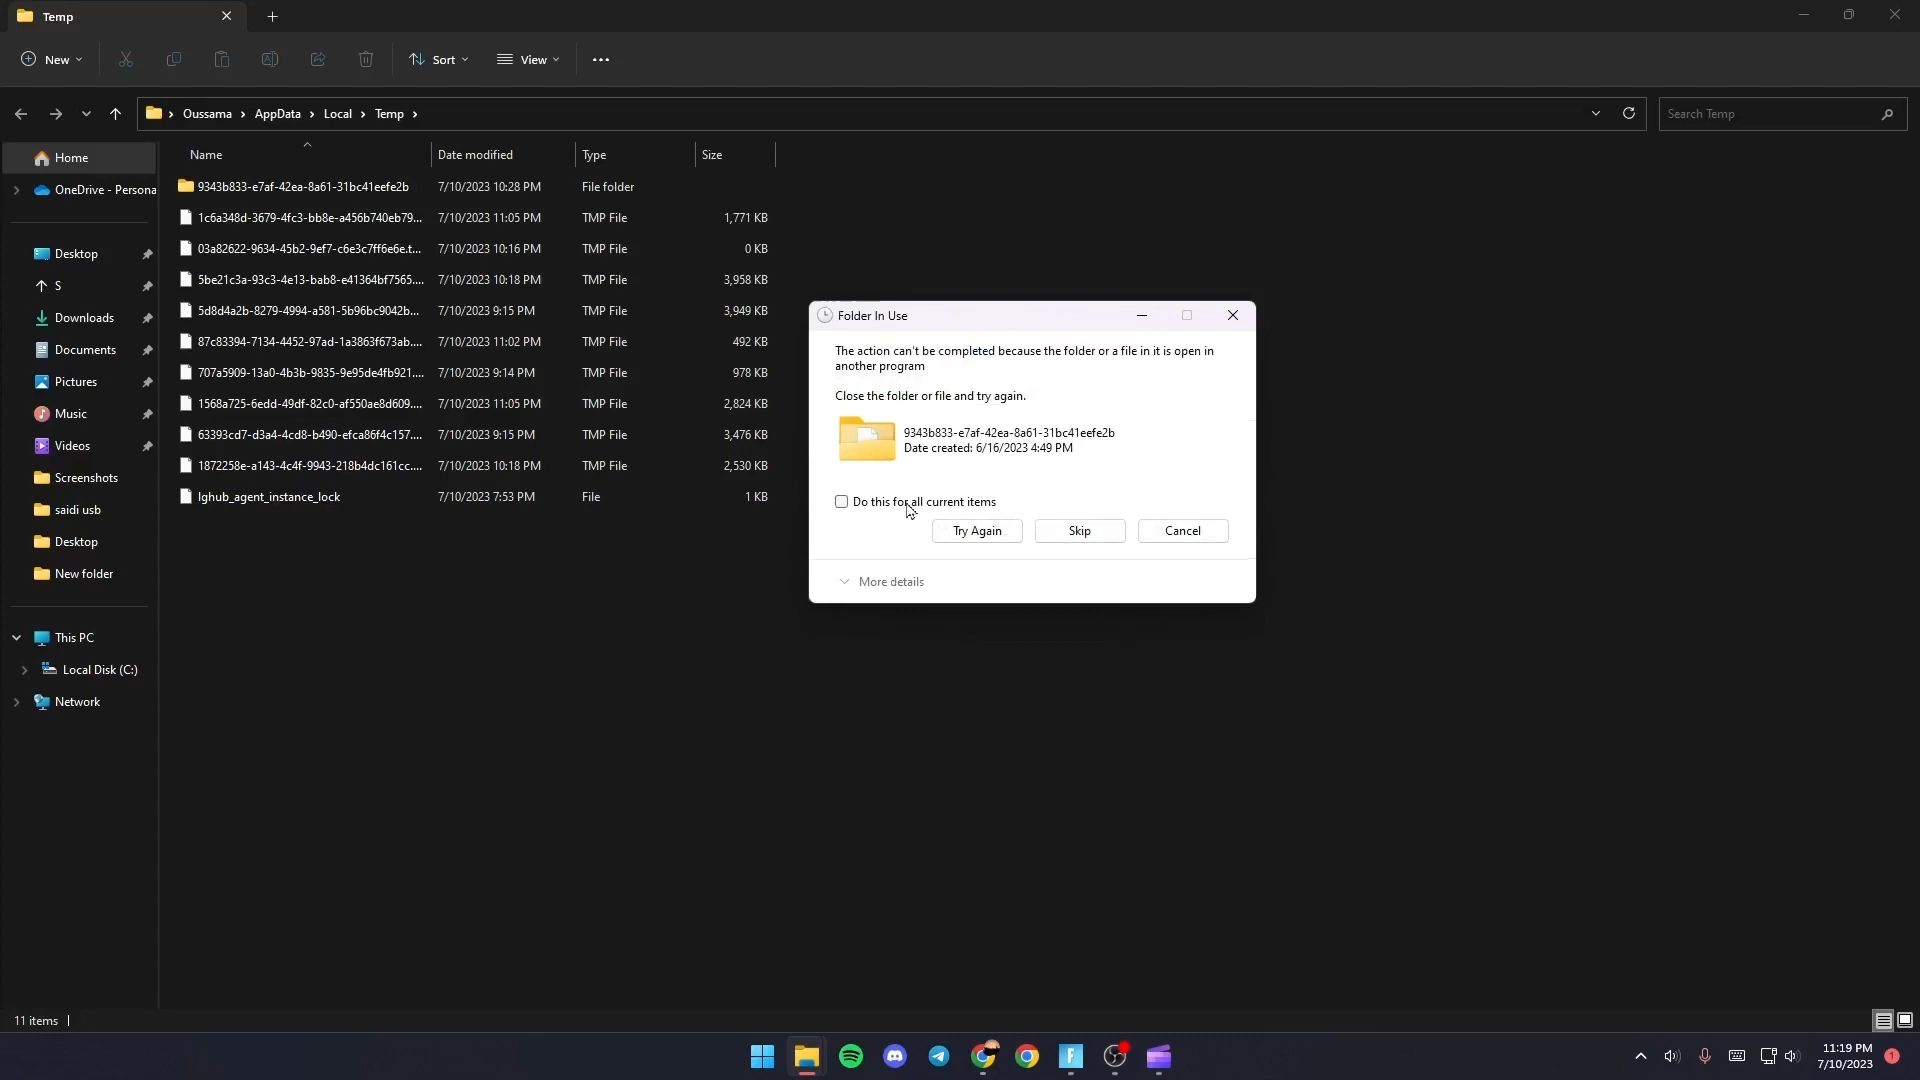 Temp
New
Sort
View
Oussama
AppData
Local
Temp
Search Temp
Name
Date modified
Type
Size
Home
OneDrive - Persona
Desktop
S
Downloads
Documents
Pictures
Music
Videos
Screenshots
saidi usb
Desktop
New folder
This PC
Local Disk (C:)
Network
9343b833-e7af-42ea-8a61-31bc41eefe2b 7/10/2023 10:28 PM File folder
1c6a348d-3679-4fc3-bb8e-a456b740eb79... 7/10/2023 11:05 PM TMP File 1,771 KB
03a82622-9634-45b2-9ef7-c6e3c7ff6e6e.t... 7/10/2023 10:16 PM TMP File 0 KB
5be21c3a-93c3-4e13-bab8-e41364bf7565.... 7/10/2023 10:18 PM TMP File 3,958 KB
5d8d4a2b-8279-4994-a581-5b96bc9042b... 7/10/2023 9:15 PM TMP File 3,949 KB
87c83394-7134-4452-97ad-1a3863f673ab.... 7/10/2023 11:02 PM TMP File 492 KB
707a5909-13a0-4b3b-9835-9e95de4fb921.... 7/10/2023 9:14 PM TMP File 978 KB
1568a725-6edd-49df-82c0-af550ae8d609.... 7/10/2023 11:05 PM TMP File 2,824 KB
63393cd7-d3a4-4cd8-b490-efca86f4c157.... 7/10/2023 9:15 PM TMP File 3,476 KB
1872258e-a143-4c4f-9943-218b4dc161cc.... 7/10/2023 10:18 PM TMP File 2,530 KB
lghub_agent_instance_lock 7/10/2023 7:53 PM File 1 KB
Folder In Use
The action can't be completed because the folder or a file in it is open in
another program
Close the folder or file and try again.
9343b833-e7af-42ea-8a61-31bc41eefe2b
Date created: 6/16/2023 4:49 PM
Do this for all current items
Try Again
Skip
Cancel
More details
11 items
11:19 PM
7/10/2023
1